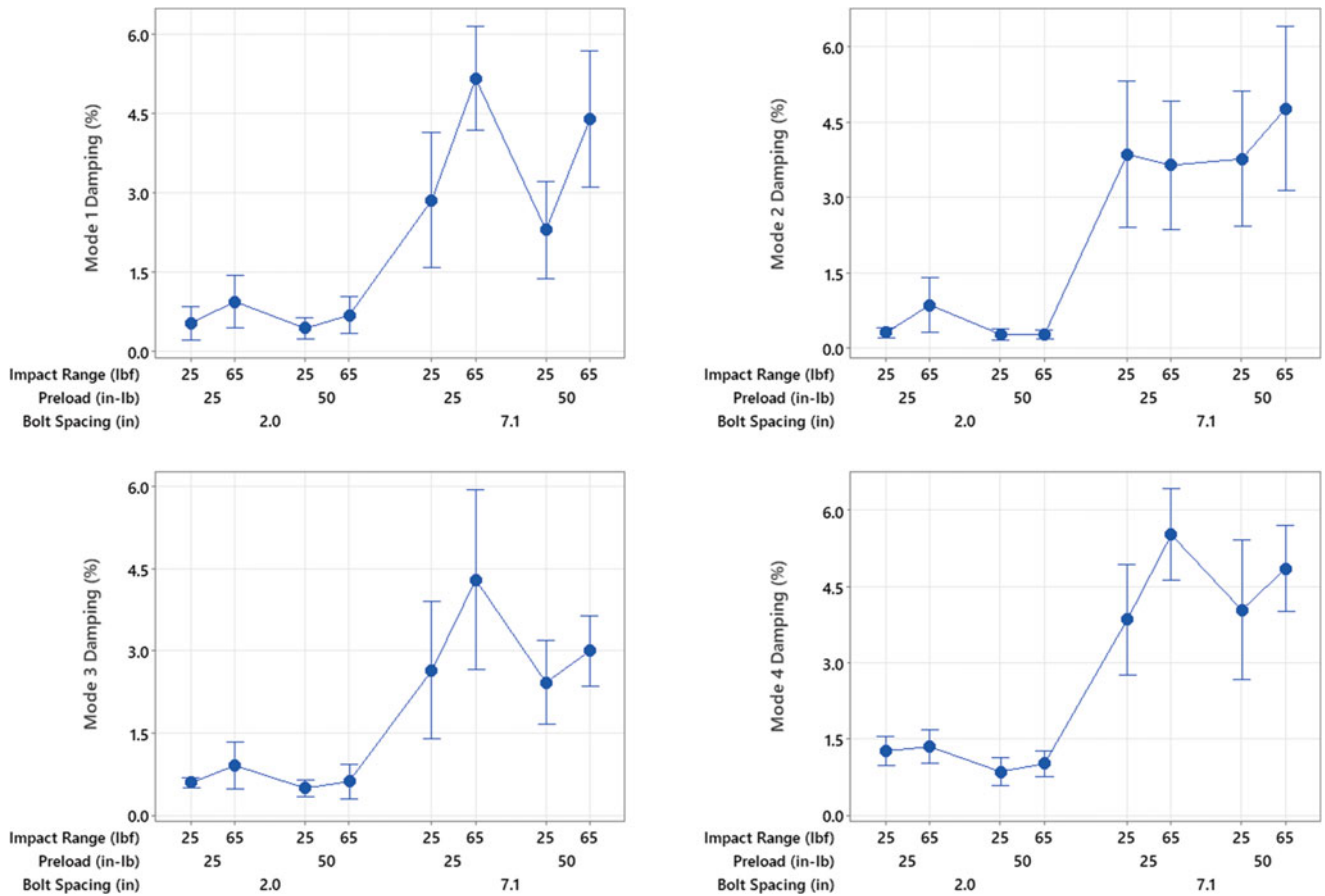 Mode 1 Damping (%)
6.0
4.5
3.0
1.5
0.0
Impact Range (lbf) 25 65 25 65 25 65 25 65
Preload (in-lb) 25 50 25 50
Bolt Spacing (in) 2.0 7.1
Mode 2 Damping (%)
6.0
4.5
3.0
1.5
0.0
Impact Range (lbf) 25 65 25 65 25 65 25 65
Preload (in-lb) 25 50 25 50
Bolt Spacing (in) 2.0 7.1
Mode 3 Damping (%)
6.0
4.5
3.0
1.5
0.0
Impact Range (lbf) 25 65 25 65 25 65 25 65
Preload (in-lb) 25 50 25 50
Bolt Spacing (in) 2.0 7.1
Mode 4 Damping (%)
6.0
4.5
3.0
1.5
0.0
Impact Range (lbf) 25 65 25 65 25 65 25 65
Preload (in-lb) 25 50 25 50
Bolt Spacing (in) 2.0 7.1